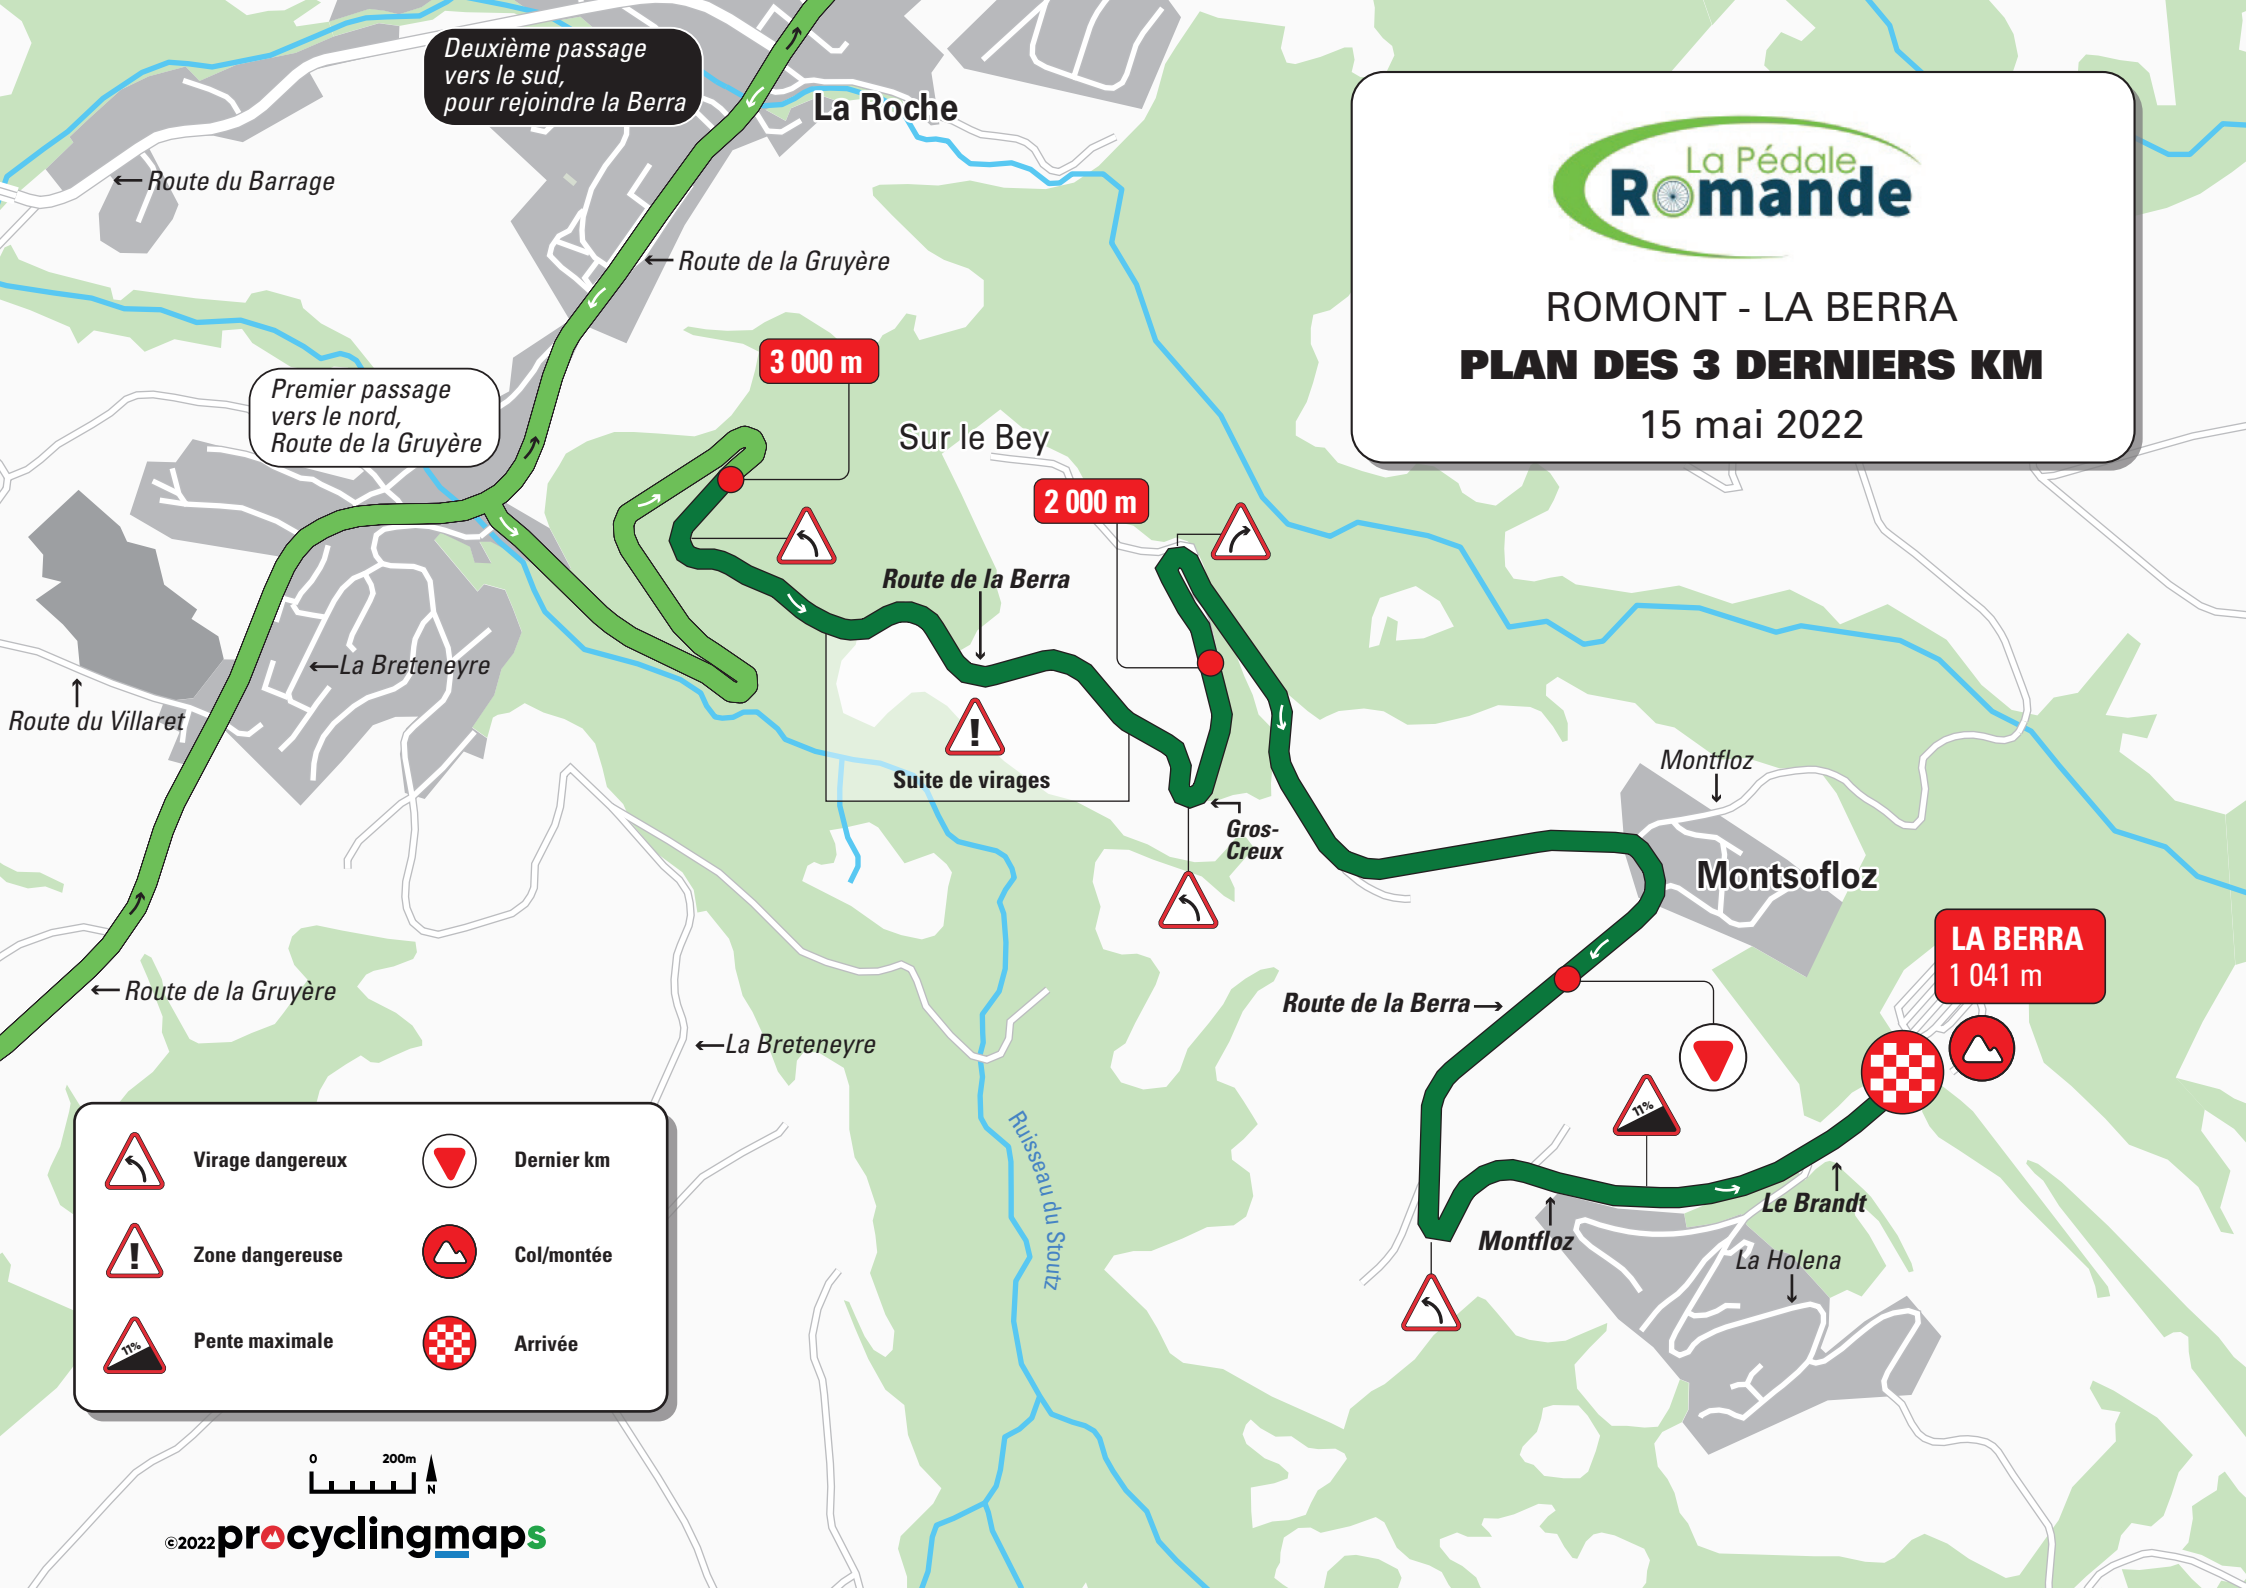 Deuxième passage
vers le sud,
pour rejoindre la Berra
La Roche
La Pédale
Romande
ROMONT - LA BERRA
PLAN DES 3 DERNIERS KM
15 mai 2022
Route du Barrage
Route de la Gruyère
3 000 m
Premier passage
vers le nord,
Route de la Gruyère
Sur le Bey
2 000 m
Route de la Berra
La Breteneyre
Route du Villaret
Suite de virages
!
Gros-
Creux
Montfloz
Montsofloz
LA BERRA
1 041 m
Route de la Gruyère
Route de la Berra
La Breteneyre
11%
Ruisseau du Stoutz
Le Brandt
Montfloz
La Holena
Virage dangereux
Dernier km
!
Zone dangereuse
Col/montée
11%
Pente maximale
Arrivée
0 200m
N
©2022 procyclingmaps